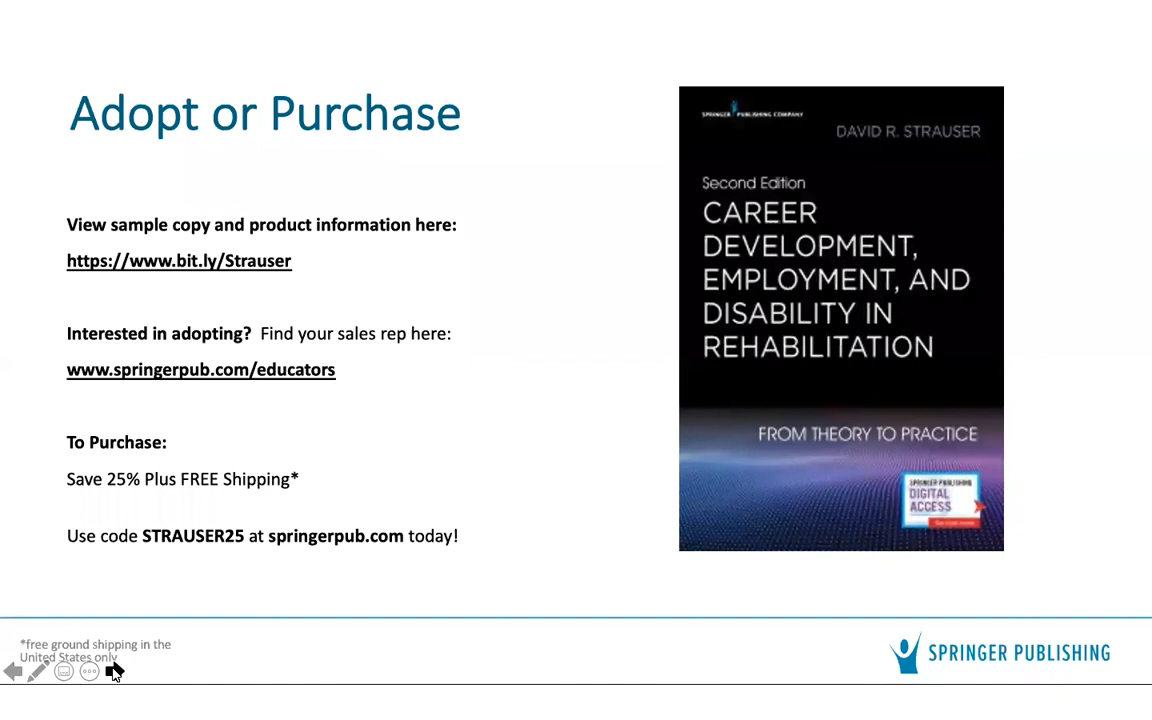 Adopt or Purchase
View sample copy and product information here:
https://www.bit.ly/Strauser
Interested in adopting? Find your sales rep here:
www.springerpub.com/educators
To Purchase:
Save 25% Plus FREE Shipping*
Use code STRAUSER25 at springerpub.com today!
SPRINGER PUBLISHING COMPANY
DAVID R. STRAUSER
Second Edition
CAREER
DEVELOPMENT,
EMPLOYMENT, AND
DISABILITY IN
REHABILITATION
FROM THEORY TO PRACTICE
SPRINGER PUBLISHING
DIGITAL
ACCESS
*free ground shipping in the
United States only
SPRINGER PUBLISHING